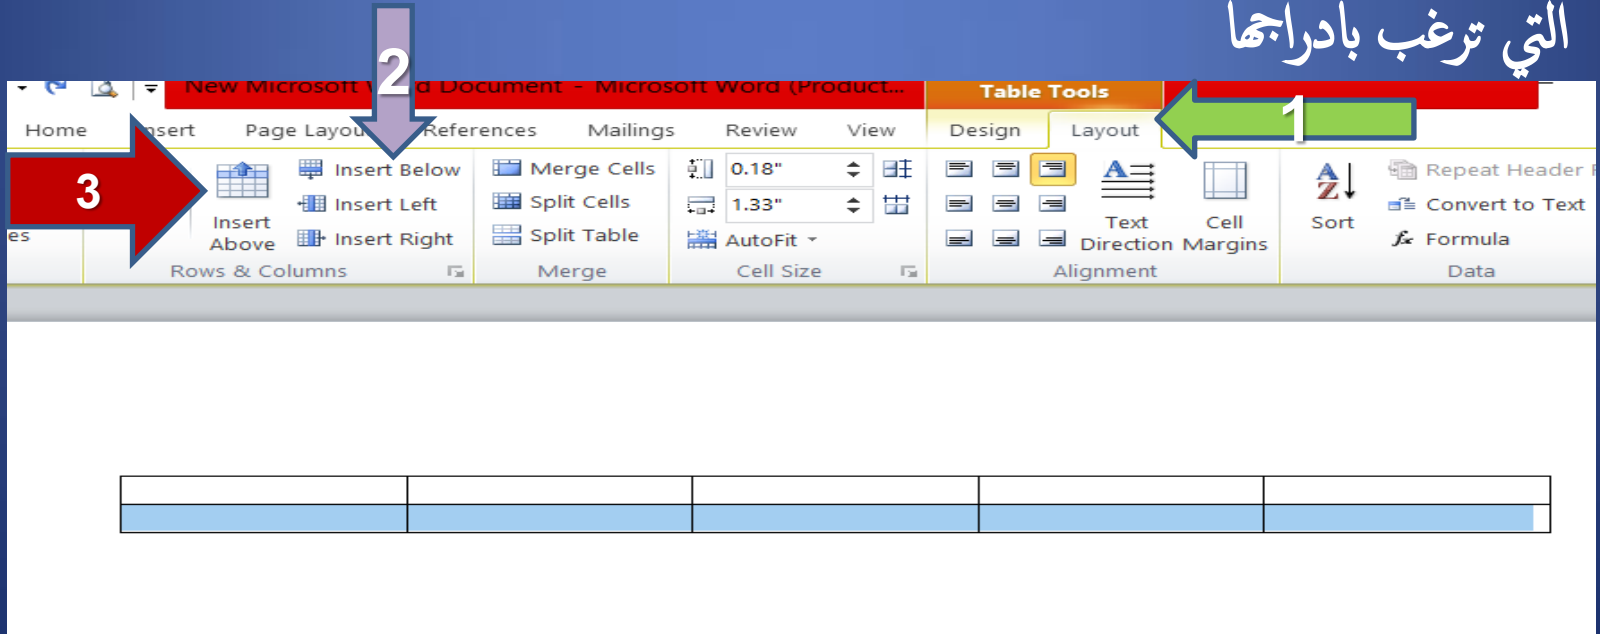 التي ترغب بادراجها
2
New Microsoft Word Document - Microsoft Word (Product...
Table Tools
1
Home Insert Page Layout References Mailings Review View Design Layout
3
Insert Above
Insert Below
Insert Left
Insert Right
Rows & Columns
Merge Cells
Split Cells
Split Table
Merge
0.18"
1.33"
AutoFit
Cell Size
Text Direction
Cell Margins
Alignment
Sort
Repeat Header
Convert to Text
Formula
Data